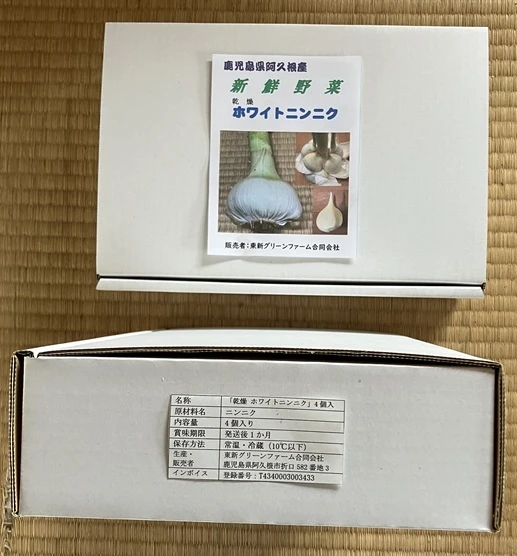 鹿児島県阿久根産
新鮮野菜
乾燥
ホワイトニンニク
販売者：東新グリーンファーム合同会社
名称 「乾燥 ホワイトニンニク」4個入
原材料名 ニンニク
内容量 4個入り
賞味期限 発送後1か月
保存方法 常温・冷蔵（10℃以下）
生産・ 東新グリーンファーム合同会社
販売者 鹿児島県阿久根市折口582番地3
インボイス 登録番号：T4340003003433